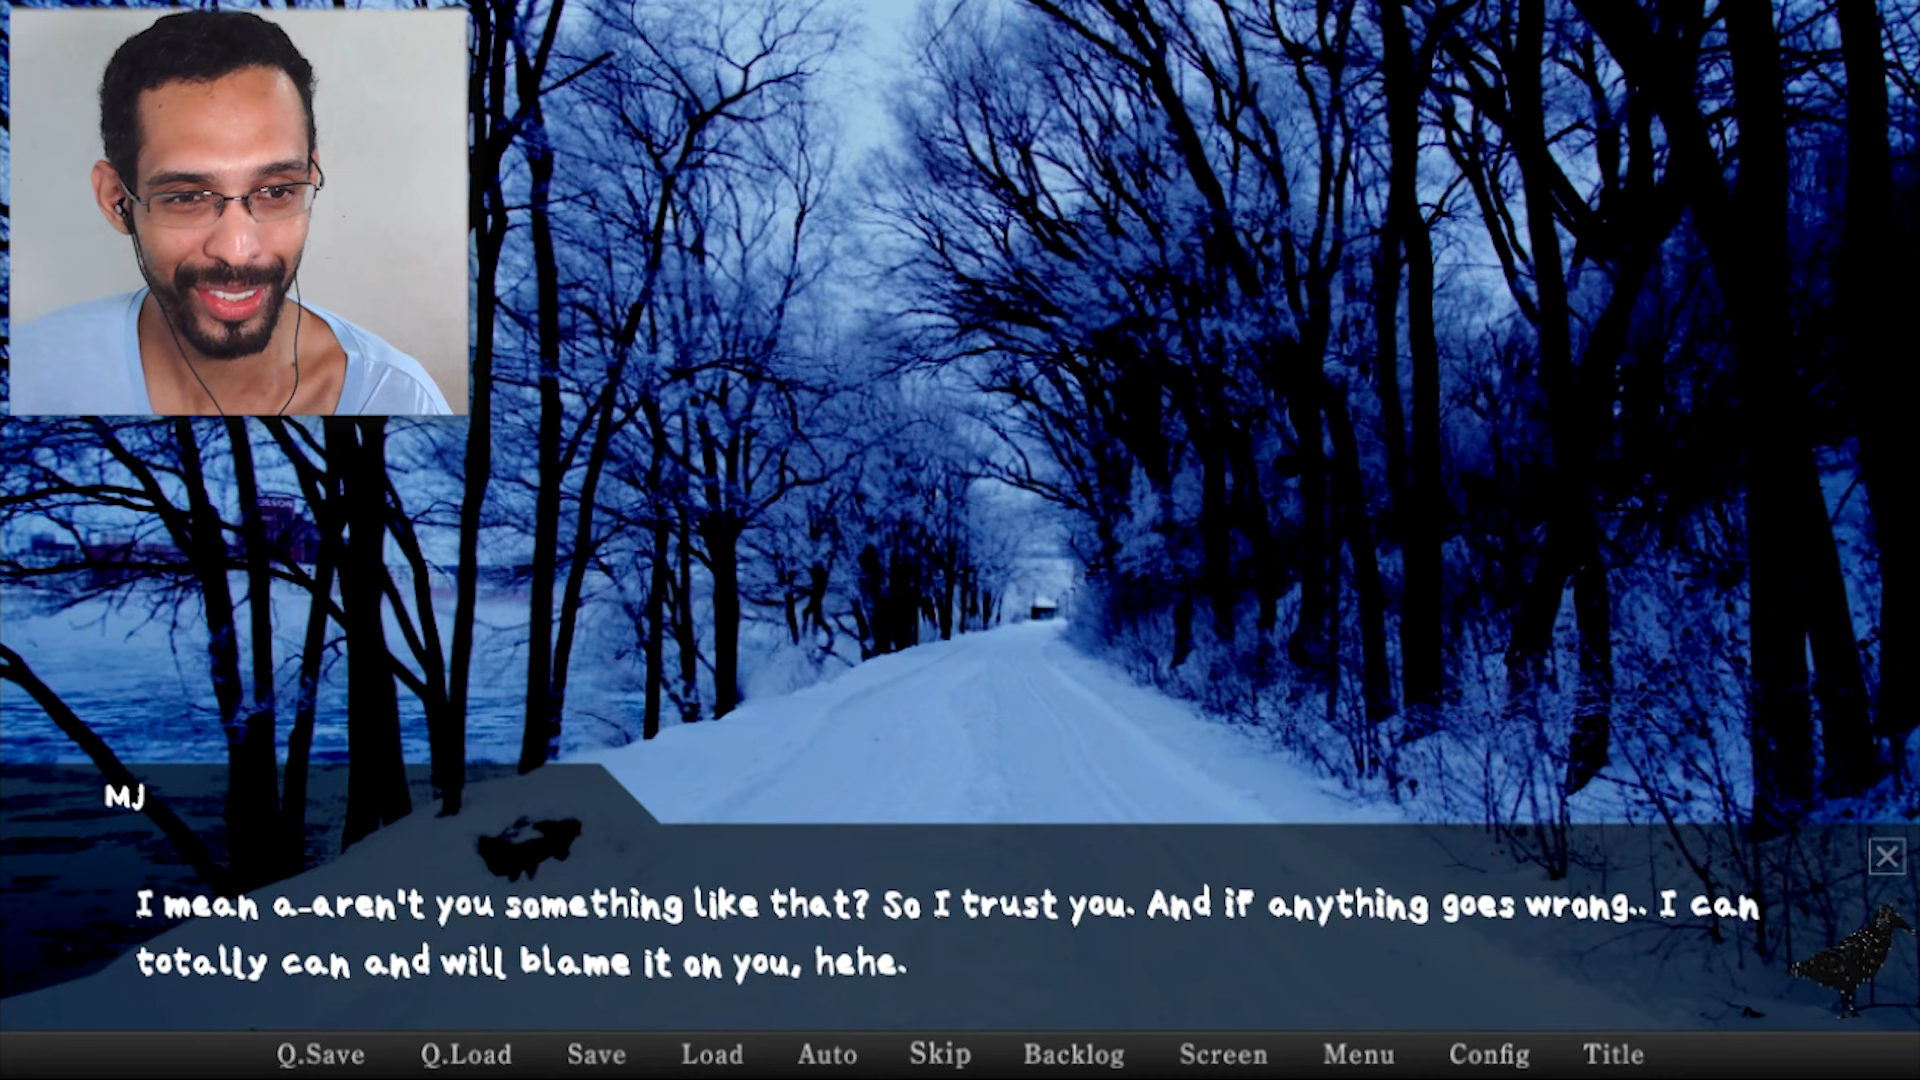 MJ
I mean a-aren't you something like that? So I trust you. And if anything goes wrong.. I can
totally can and will blame it on you, hehe.
Q.Save Q.Load Save Load Auto Skip Backlog Screen Menu Config Title